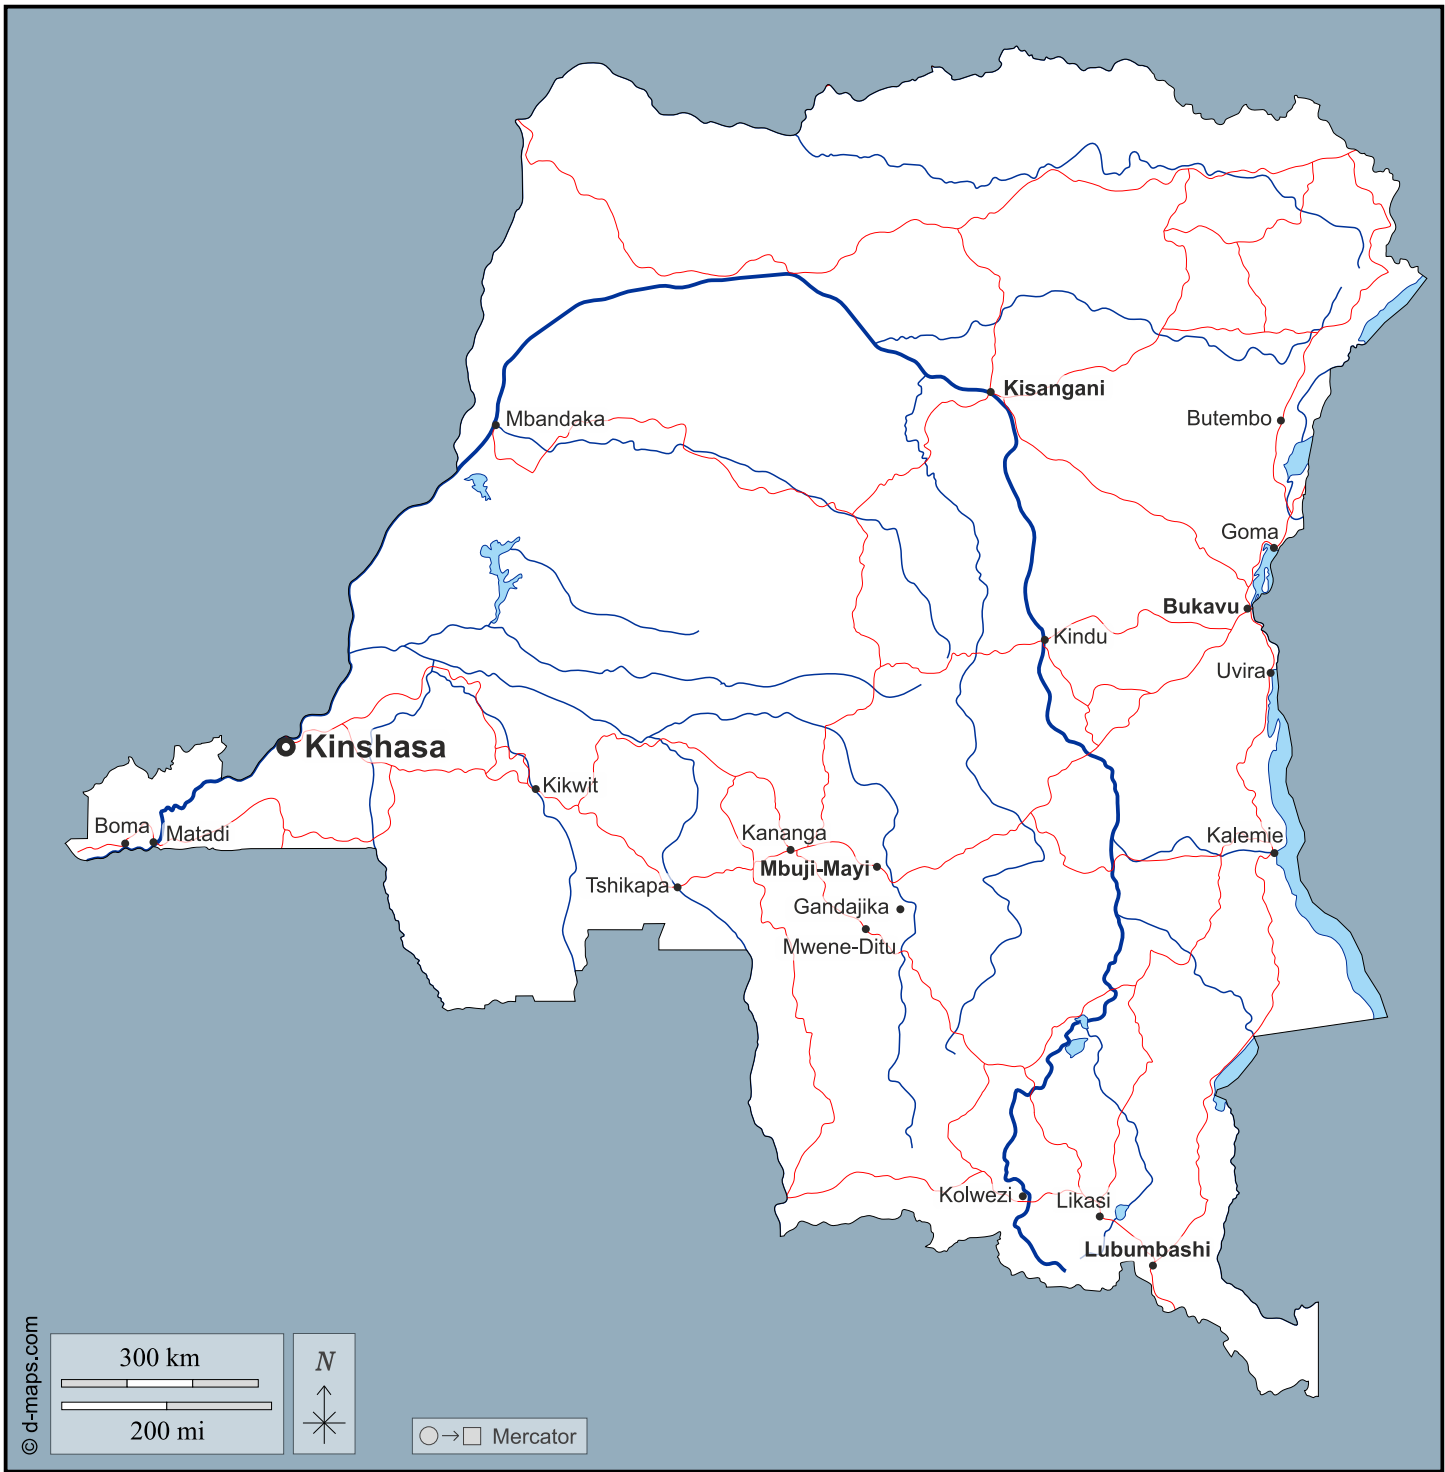 Kisangani
Mbandaka
Butembo
Goma
Bukavu
Kindu
Uvira
Kinshasa
Kikwit
Boma
Matadi
Kananga
Kalemie
Mbuji-Mayi
Tshikapa
Gandajika
Mwene-Ditu
Kolwezi
Likasi
Lubumbashi
© d-maps.com
300 km
200 mi
N
Mercator